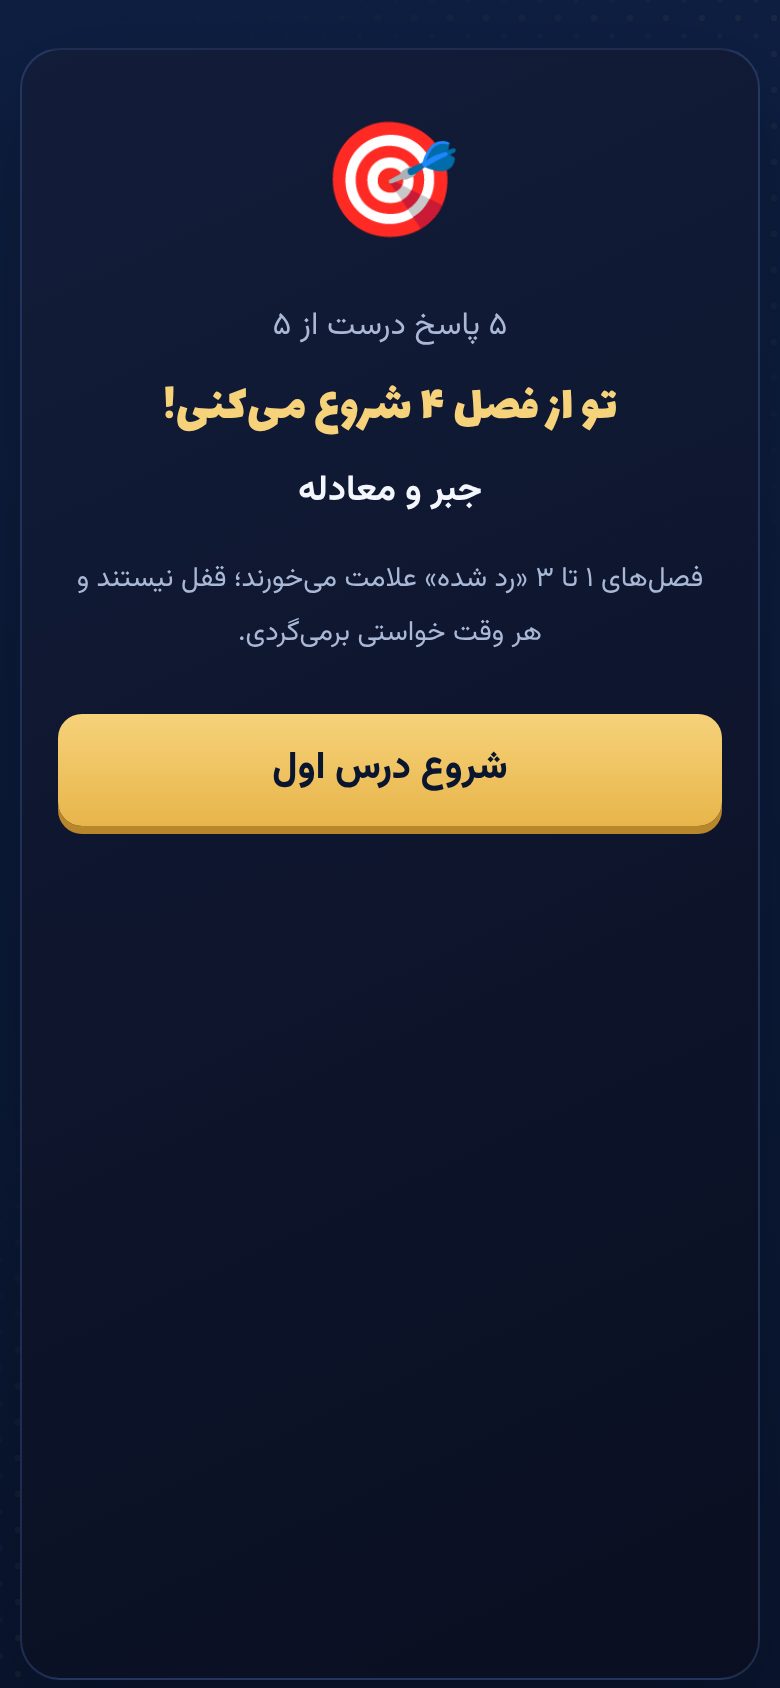 ۵ پاسخ درست از ۵
تو از فصل ۴ شروع می‌کنی!
جبر و معادله
فصل‌های ۱ تا ۳ «رد شده» علامت می‌خورند؛ قفل نیستند و
هر وقت خواستی برمی‌گردی.
شروع درس اول